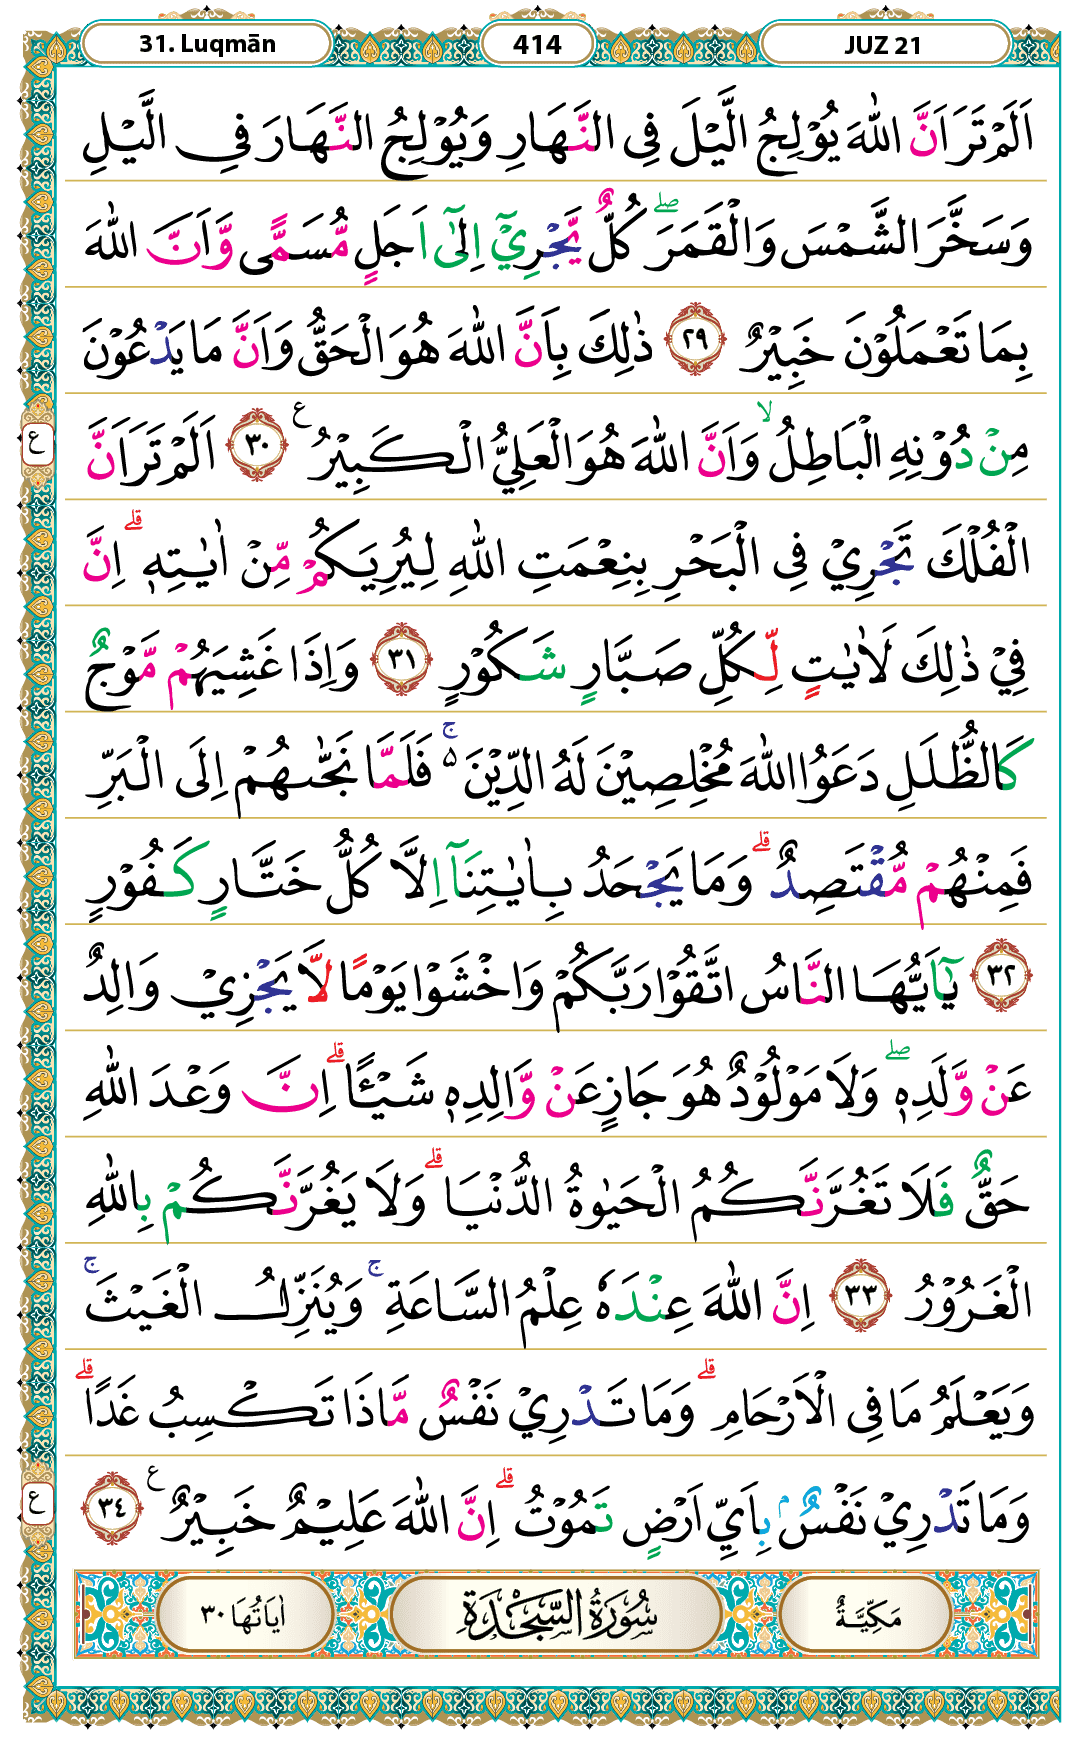 31. Luqmān 414 JUZ 21
اَلَمْ تَرَ اَنَّ اللّٰهَ يُوْلِجُ الَّيْلَ فِى النَّهَارِ وَيُوْلِجُ النَّهَارَ فِى الَّيْلِ
وَسَخَّرَ الشَّمْسَ وَالْقَمَرَ ۖ كُلٌّ يَّجْرِيْٓ اِلٰٓى اَجَلٍ مُّسَمًّى وَّاَنَّ اللّٰهَ
بِمَا تَعْمَلُوْنَ خَبِيْرٌ ٢٩ ذٰلِكَ بِاَنَّ اللّٰهَ هُوَ الْحَقُّ وَاَنَّ مَا يَدْعُوْنَ
ع
مِنْ دُوْنِهِ الْبَاطِلُ ۙ وَاَنَّ اللّٰهَ هُوَ الْعَلِيُّ الْكَبِيْرُ ࣖ ٣٠ اَلَمْ تَرَ اَنَّ
الْفُلْكَ تَجْرِيْ فِى الْبَحْرِ بِنِعْمَتِ اللّٰهِ لِيُرِيَكُمْ مِّنْ اٰيٰتِهٖ ۗ اِنَّ
فِيْ ذٰلِكَ لَاٰيٰتٍ لِّكُلِّ صَبَّارٍ شَكُوْرٍ ٣١ وَاِذَا غَشِيَهُمْ مَّوْجٌ
كَالظُّلَلِ دَعَوُا اللّٰهَ مُخْلِصِيْنَ لَهُ الدِّيْنَ ۵ ۚ فَلَمَّا نَجّٰىهُمْ اِلَى الْبَرِّ
فَمِنْهُمْ مُّقْتَصِدٌ ۗ وَمَا يَجْحَدُ بِاٰيٰتِنَآ اِلَّا كُلُّ خَتَّارٍ كَفُوْرٍ
٣٢ يٰٓاَيُّهَا النَّاسُ اتَّقُوْا رَبَّكُمْ وَاخْشَوْا يَوْمًا لَّا يَجْزِيْ وَالِدٌ
عَنْ وَّلَدِهٖ ۖ وَلَا مَوْلُوْدٌ هُوَ جَازٍ عَنْ وَّالِدِهٖ شَيْـًٔا ۗ اِنَّ وَعْدَ اللّٰهِ
حَقٌّ فَلَا تَغُرَّنَّكُمُ الْحَيٰوةُ الدُّنْيَا ۗ وَلَا يَغُرَّنَّكُمْ بِاللّٰهِ
الْغَرُوْرُ ٣٣ اِنَّ اللّٰهَ عِنْدَهٗ عِلْمُ السَّاعَةِ ۚ وَيُنَزِّلُ الْغَيْثَ ۚ
وَيَعْلَمُ مَا فِى الْاَرْحَامِ ۗ وَمَا تَدْرِيْ نَفْسٌ مَّاذَا تَكْسِبُ غَدًا ۗ
ع
وَمَا تَدْرِيْ نَفْسٌۢ بِاَيِّ اَرْضٍ تَمُوْتُ ۗ اِنَّ اللّٰهَ عَلِيْمٌ خَبِيْرٌ ࣖ ٣٤
مَكِّيَّةٌ سُوْرَةُ السَّجْدَةِ اٰيَاتُهَا ٣٠